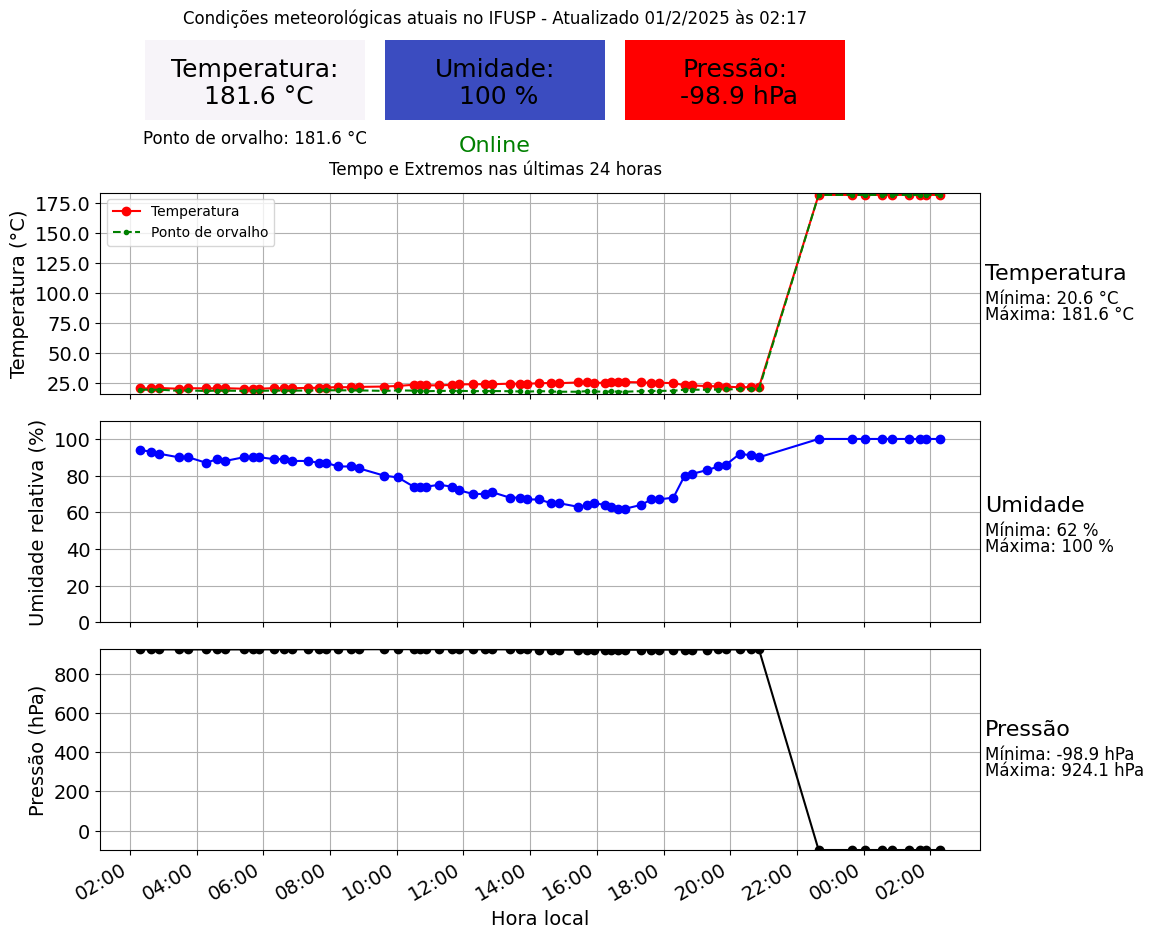 Condições meteorológicas atuais no IFUSP - Atualizado 01/2/2025 às 02:17
Temperatura:
181.6 °C
Umidade:
100 %
Pressão:
-98.9 hPa
Ponto de orvalho: 181.6 °C
Online
Tempo e Extremos nas últimas 24 horas
Temperatura (°C)
175.0
150.0
125.0
100.0
75.0
50.0
25.0
Temperatura
Ponto de orvalho
Temperatura
Mínima: 20.6 °C
Máxima: 181.6 °C
Umidade relativa (%)
100
80
60
40
20
0
Umidade
Mínima: 62 %
Máxima: 100 %
Pressão (hPa)
800
600
400
200
0
Pressão
Mínima: -98.9 hPa
Máxima: 924.1 hPa
02:00 04:00 06:00 08:00 10:00 12:00 14:00 16:00 18:00 20:00 22:00 00:00 02:00
Hora local